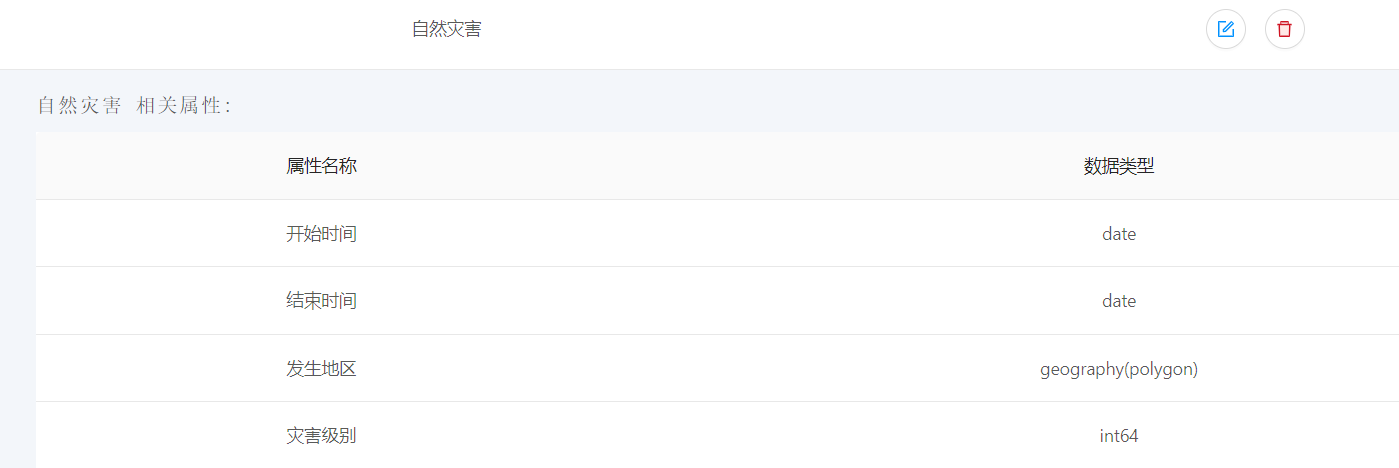 自然灾害
自然灾害 相关属性:
属性名称 数据类型
开始时间 date
结束时间 date
发生地区 geography(polygon)
灾害级别 int64